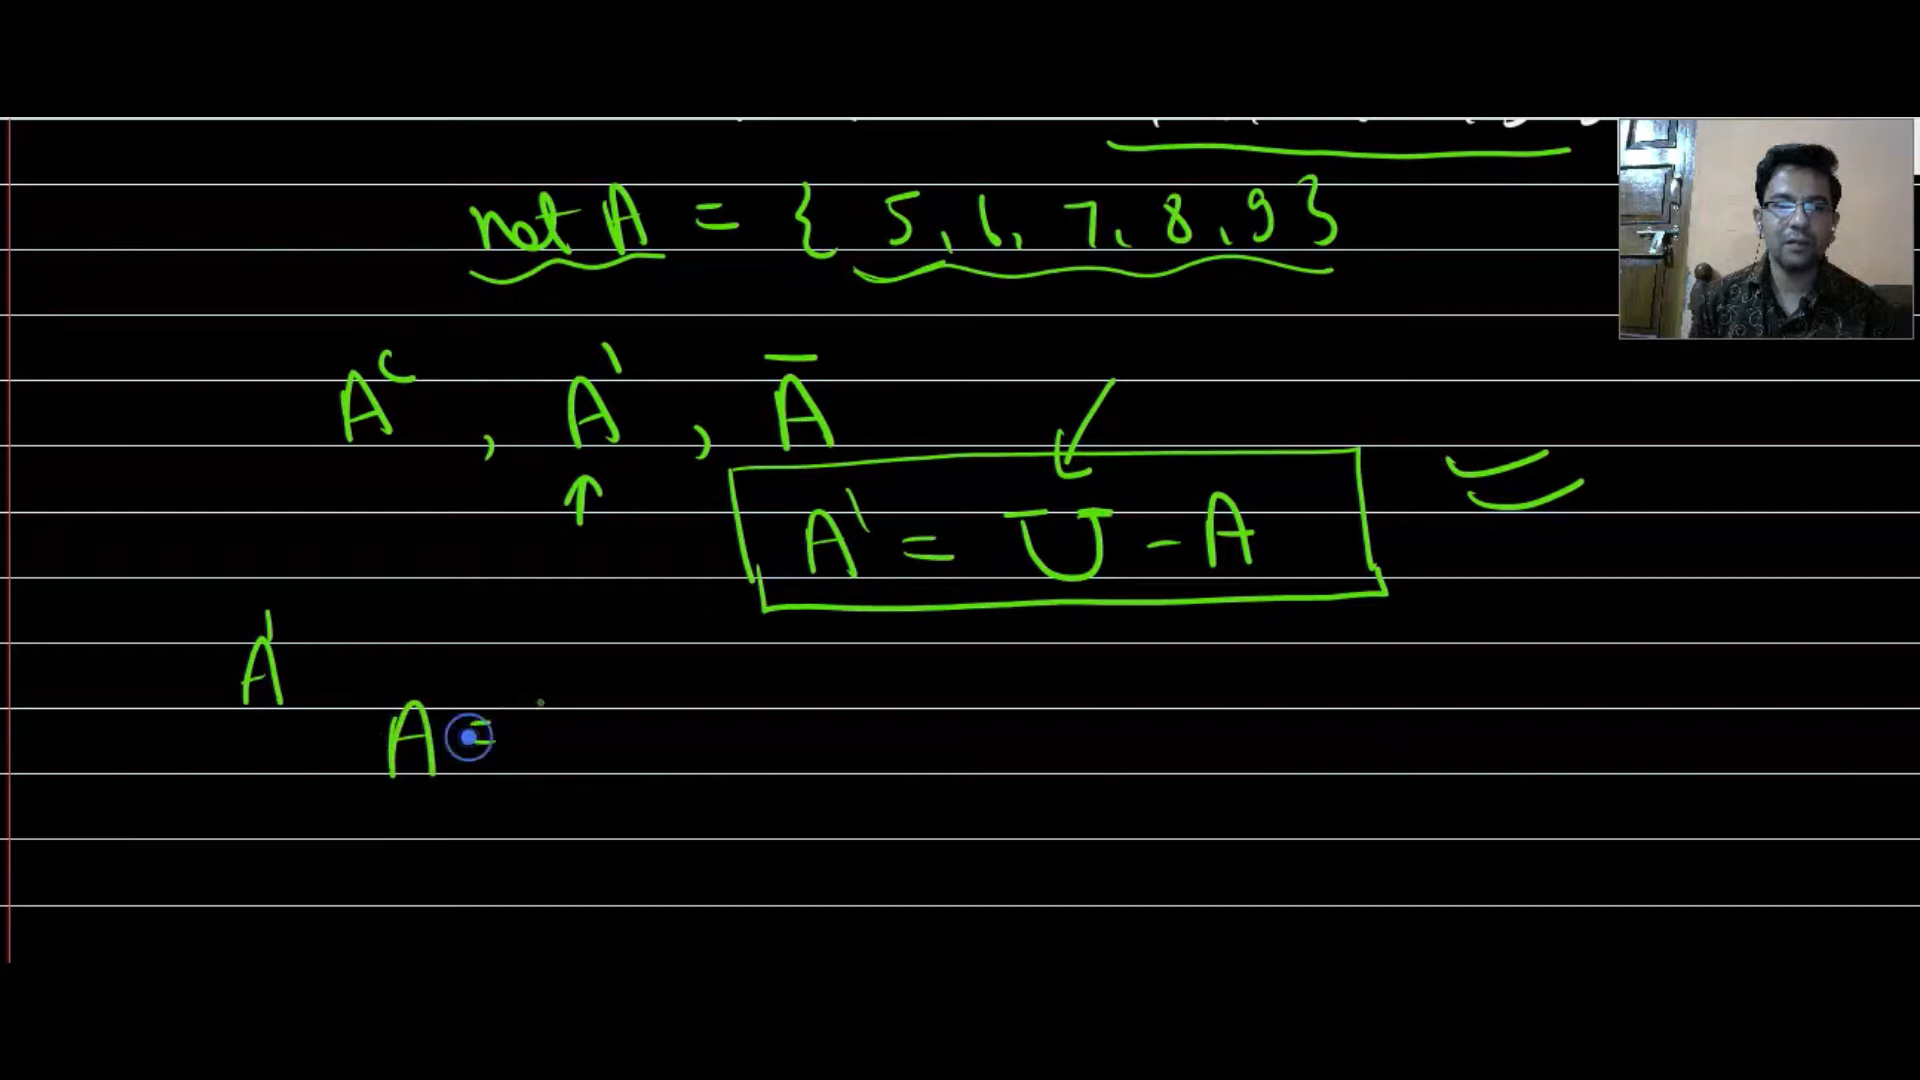 not A = { 5, 6, 7, 8, 9 }
Aᶜ , A' , Ā
A' = U - A
A'
A =